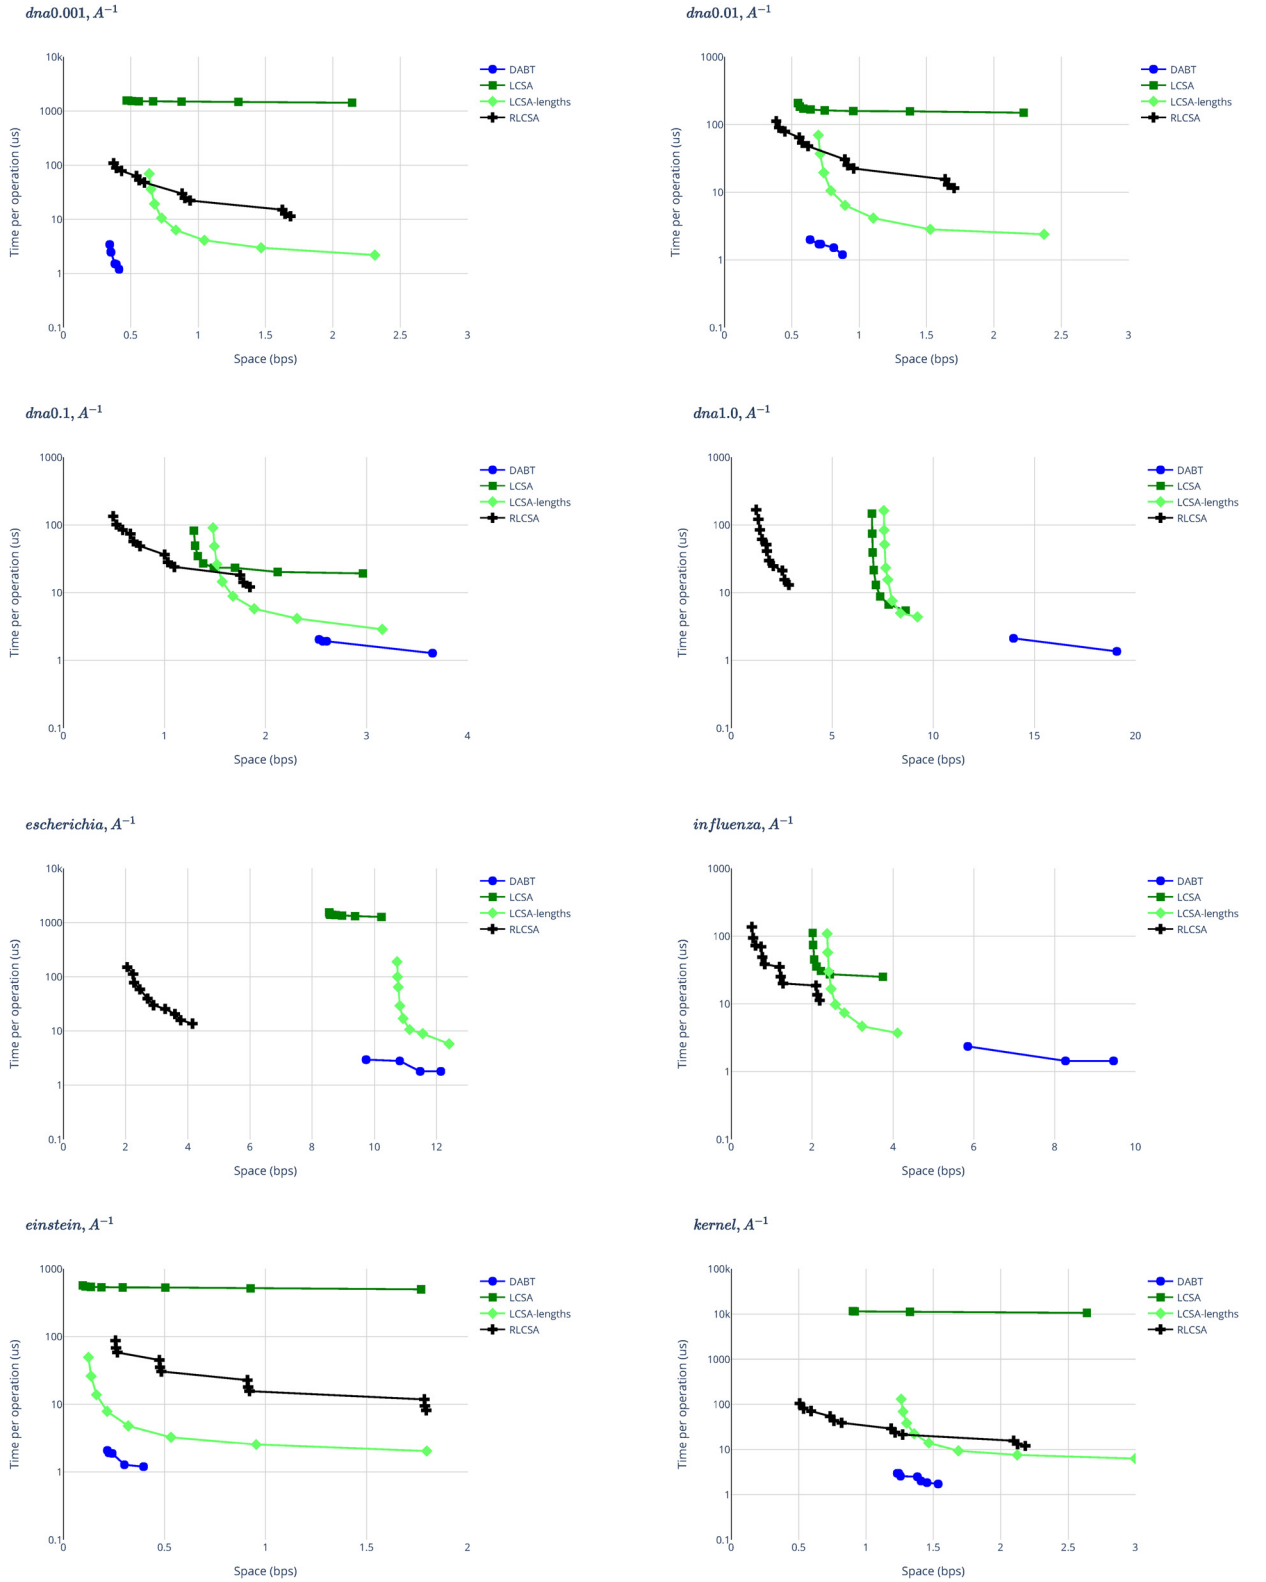 dna0.001, A⁻¹
10k
1000
100
10
1
0.1
Time per operation (us)
0 0.5 1 1.5 2 2.5 3
Space (bps)
DABT
LCSA
LCSA-lengths
RLCSA
dna0.01, A⁻¹
1000
100
10
1
0.1
Time per operation (us)
0 0.5 1 1.5 2 2.5 3
Space (bps)
DABT
LCSA
LCSA-lengths
RLCSA
dna0.1, A⁻¹
1000
100
10
1
0.1
Time per operation (us)
0 1 2 3 4
Space (bps)
DABT
LCSA
LCSA-lengths
RLCSA
dna1.0, A⁻¹
1000
100
10
1
0.1
Time per operation (us)
0 5 10 15 20
Space (bps)
DABT
LCSA
LCSA-lengths
RLCSA
escherichia, A⁻¹
10k
1000
100
10
1
0.1
Time per operation (us)
0 2 4 6 8 10 12
Space (bps)
DABT
LCSA
LCSA-lengths
RLCSA
influenza, A⁻¹
1000
100
10
1
0.1
Time per operation (us)
0 2 4 6 8 10
Space (bps)
DABT
LCSA
LCSA-lengths
RLCSA
einstein, A⁻¹
1000
100
10
1
0.1
Time per operation (us)
0 0.5 1 1.5 2
Space (bps)
DABT
LCSA
LCSA-lengths
RLCSA
kernel, A⁻¹
100k
10k
1000
100
10
1
0.1
Time per operation (us)
0 0.5 1 1.5 2 2.5 3
Space (bps)
DABT
LCSA
LCSA-lengths
RLCSA